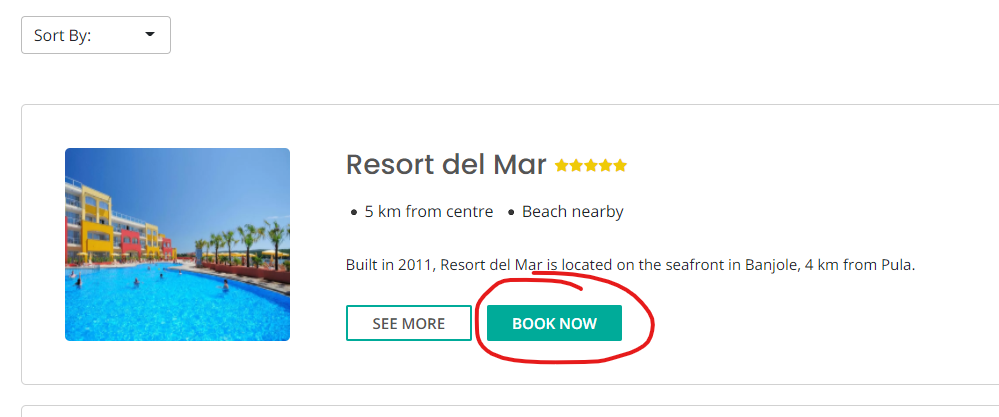 Sort By:
Resort del Mar
5 km from centre • Beach nearby
Built in 2011, Resort del Mar is located on the seafront in Banjole, 4 km from Pula.
SEE MORE BOOK NOW